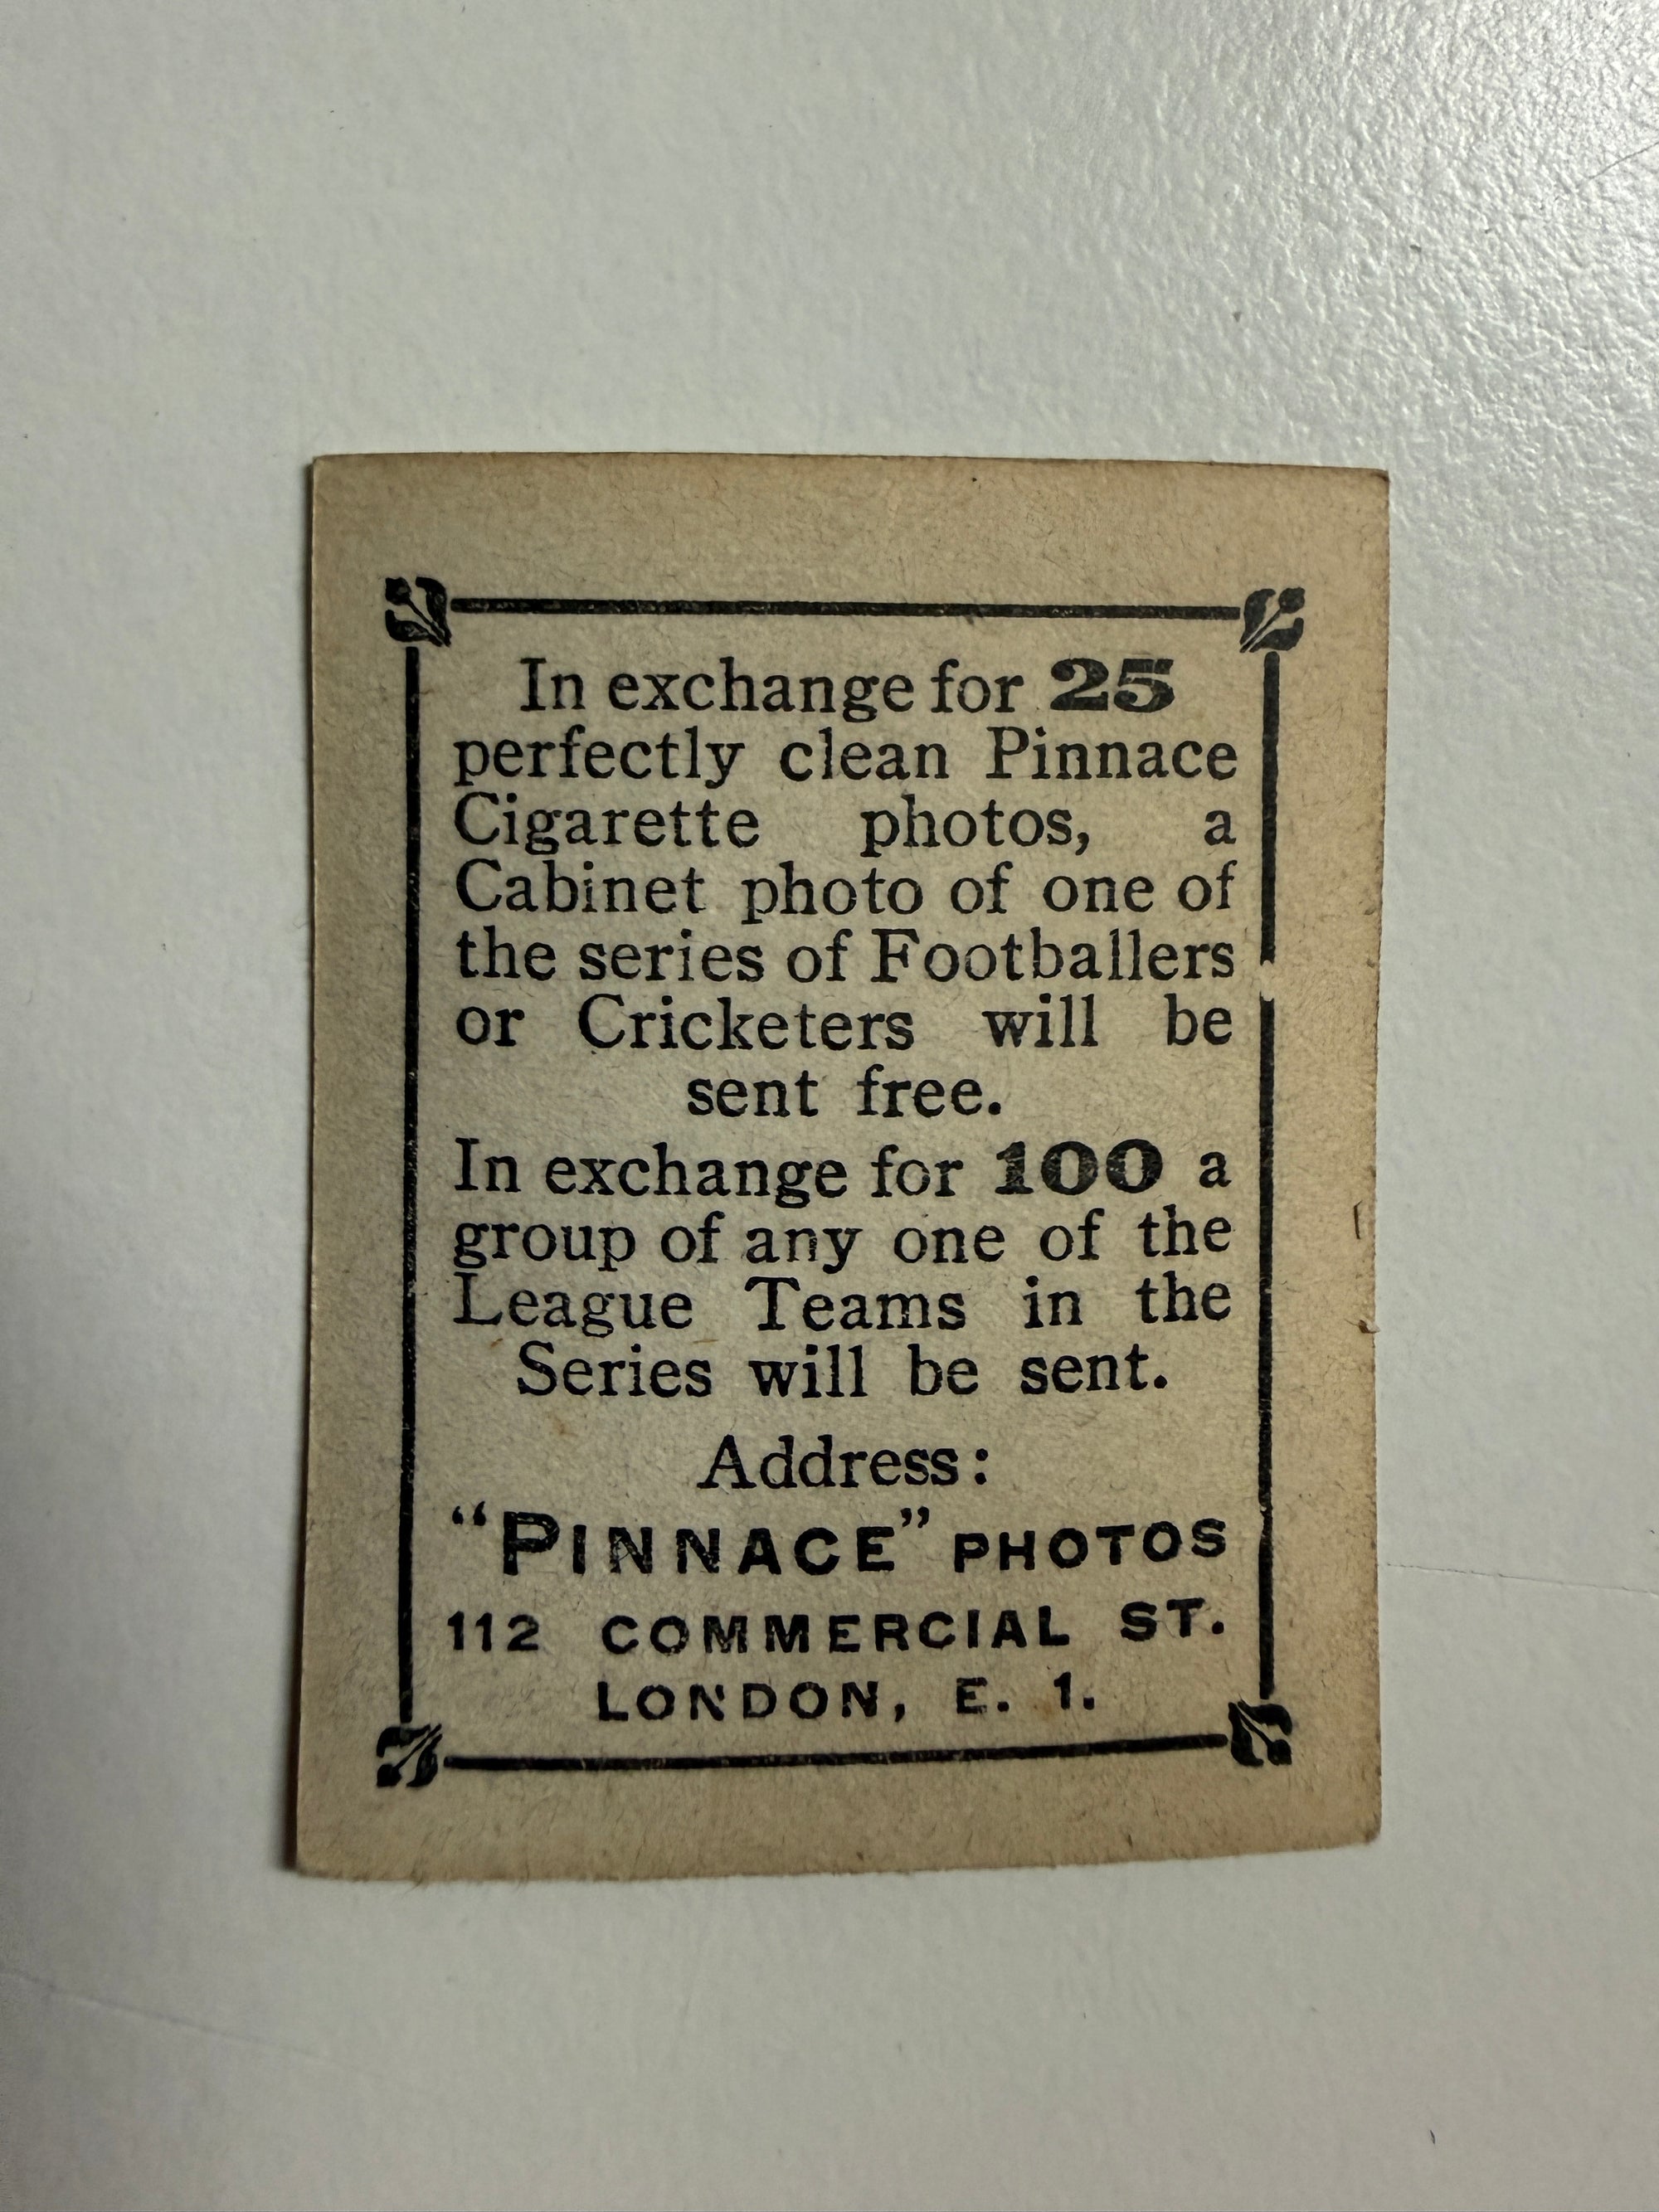 In exchange for 25
perfectly clean Pinnace
Cigarette photos, a
Cabinet photo of one of
the series of Footballers
or Cricketers will be
sent free.
In exchange for 100 a
group of any one of the
League Teams in the
Series will be sent.
Address:
“PINNACE” PHOTOS
112 COMMERCIAL ST.
LONDON, E. 1.